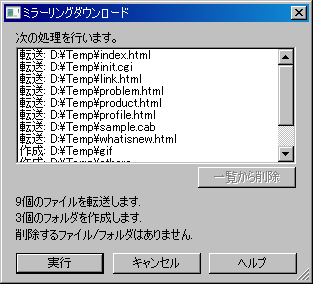 ミラーリングダウンロード
次の処理を行います。
転送: D:¥Temp¥index.html
転送: D:¥Temp¥init.cgi
転送: D:¥Temp¥link.html
転送: D:¥Temp¥problem.html
転送: D:¥Temp¥product.html
転送: D:¥Temp¥profile.html
転送: D:¥Temp¥sample.cab
転送: D:¥Temp¥whatisnew.html
作成: D:¥Temp¥gif
作成: D:¥Temp¥others
一覧から削除
9個のファイルを転送します.
3個のフォルダを作成します.
削除するファイル/フォルダはありません.
実行
キャンセル
ヘルプ